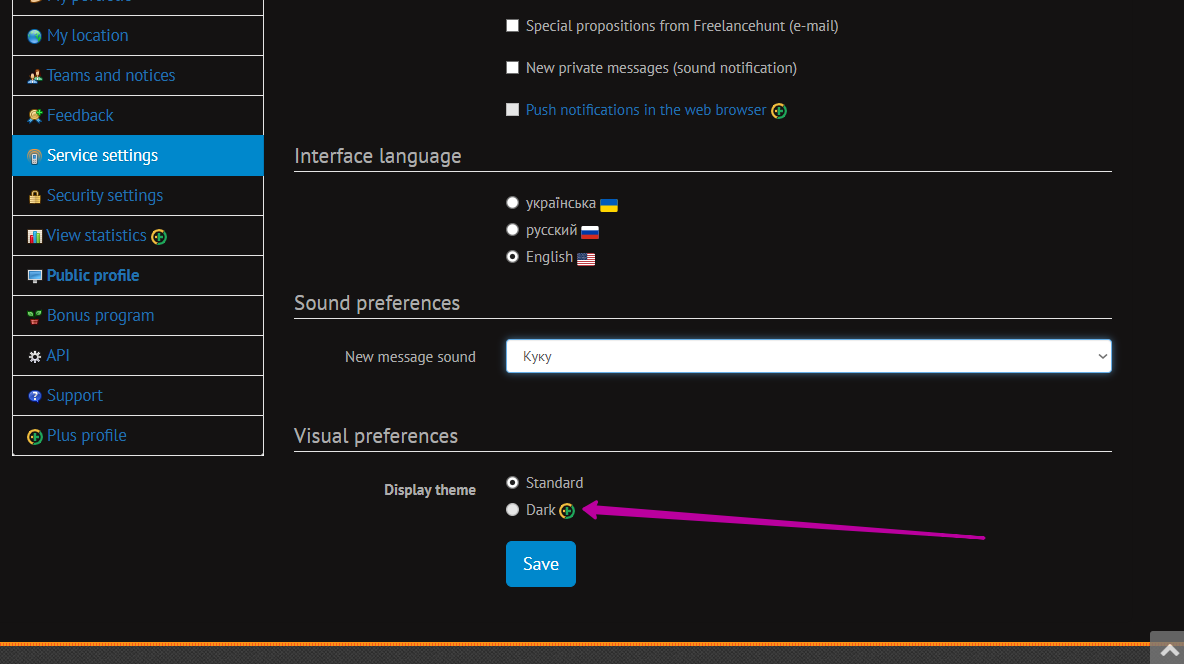 My portfolio
My location
Teams and notices
Feedback
Service settings
Security settings
View statistics
Public profile
Bonus program
API
Support
Plus profile
Special propositions from Freelancehunt (e-mail)
New private messages (sound notification)
Push notifications in the web browser
Interface language
українська
русский
English
Sound preferences
New message sound
Куку
Visual preferences
Display theme
Standard
Dark
Save